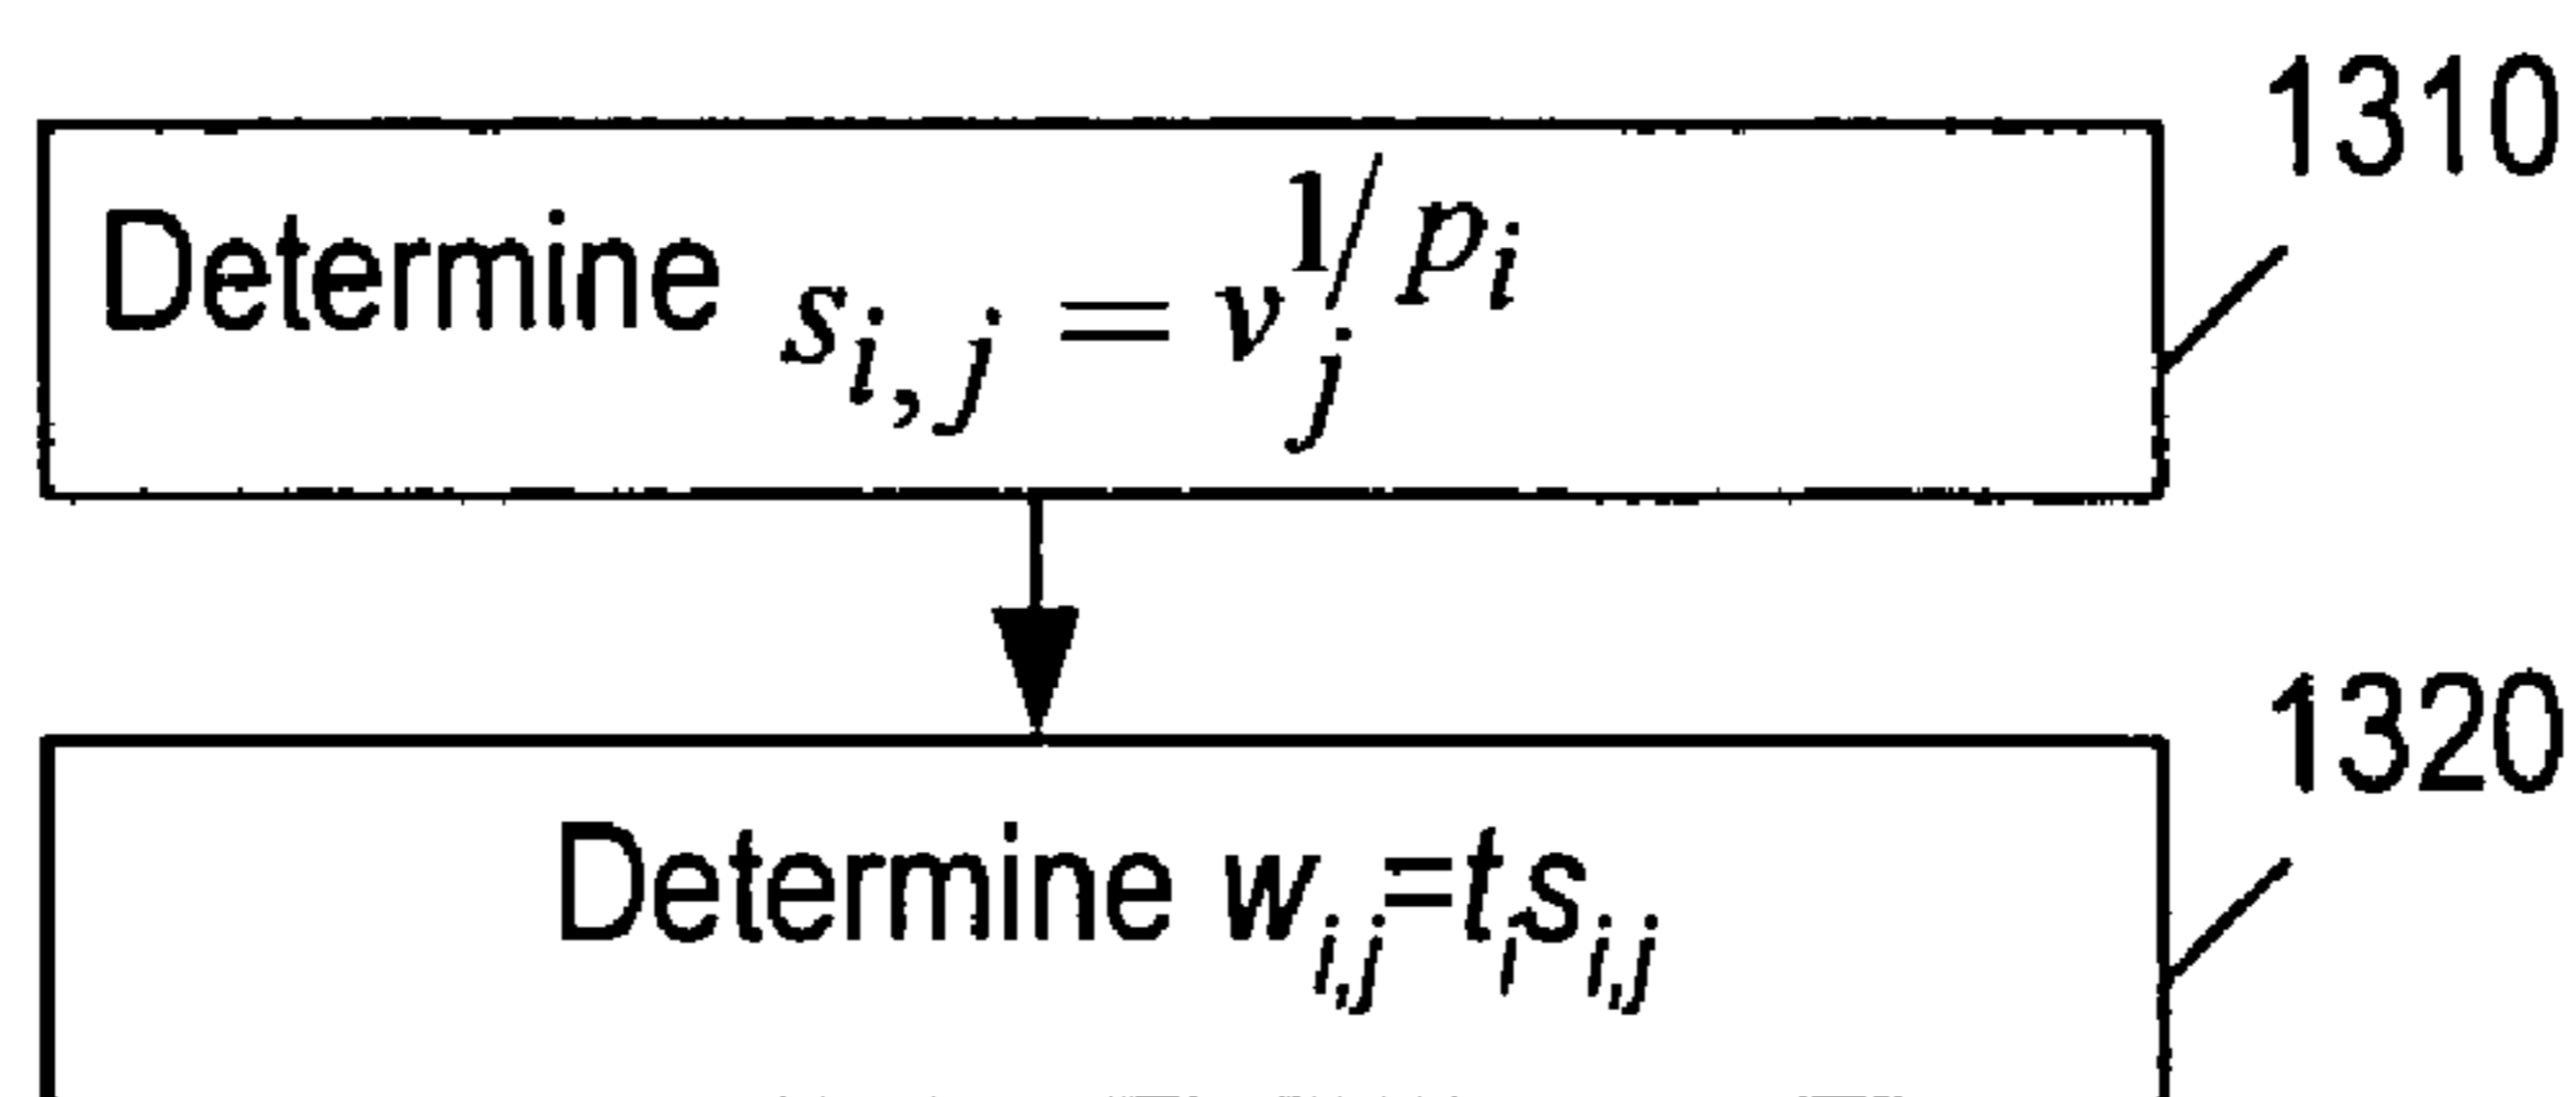 1310
Determine s_{i,j} = v_j^{1/p_i}
1320
Determine w_{i,j}=t_i s_{i,j}